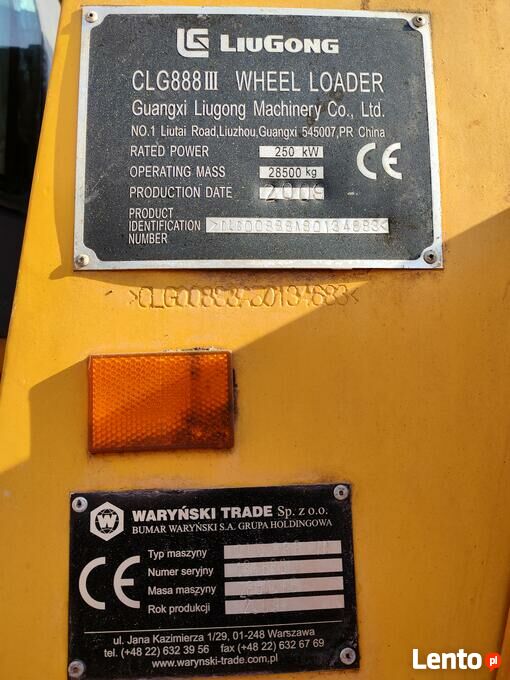 LG LIUGONG
CLG888III WHEEL LOADER
Guangxi Liugong Machinery Co., Ltd.
NO.1 Liutai Road,Liuzhou,Guangxi 545007,PR China
RATED POWER 250 kW
OPERATING MASS 28500 kg
PRODUCTION DATE 2009
PRODUCT
IDENTIFICATION
NUMBER
CE
W WARYŃSKI TRADE Sp. z o.o.
BUMAR WARYŃSKI S.A. GRUPA HOLDINGOWA
CE
Typ maszyny
Numer seryjny
Masa maszyny
Rok produkcji
ul. Jana Kazimierza 1/29, 01-248 Warszawa
tel. (+48 22) 632 39 56 fax (+48 22) 632 67 69
www.warynski-trade.com.pl
Lento.pl